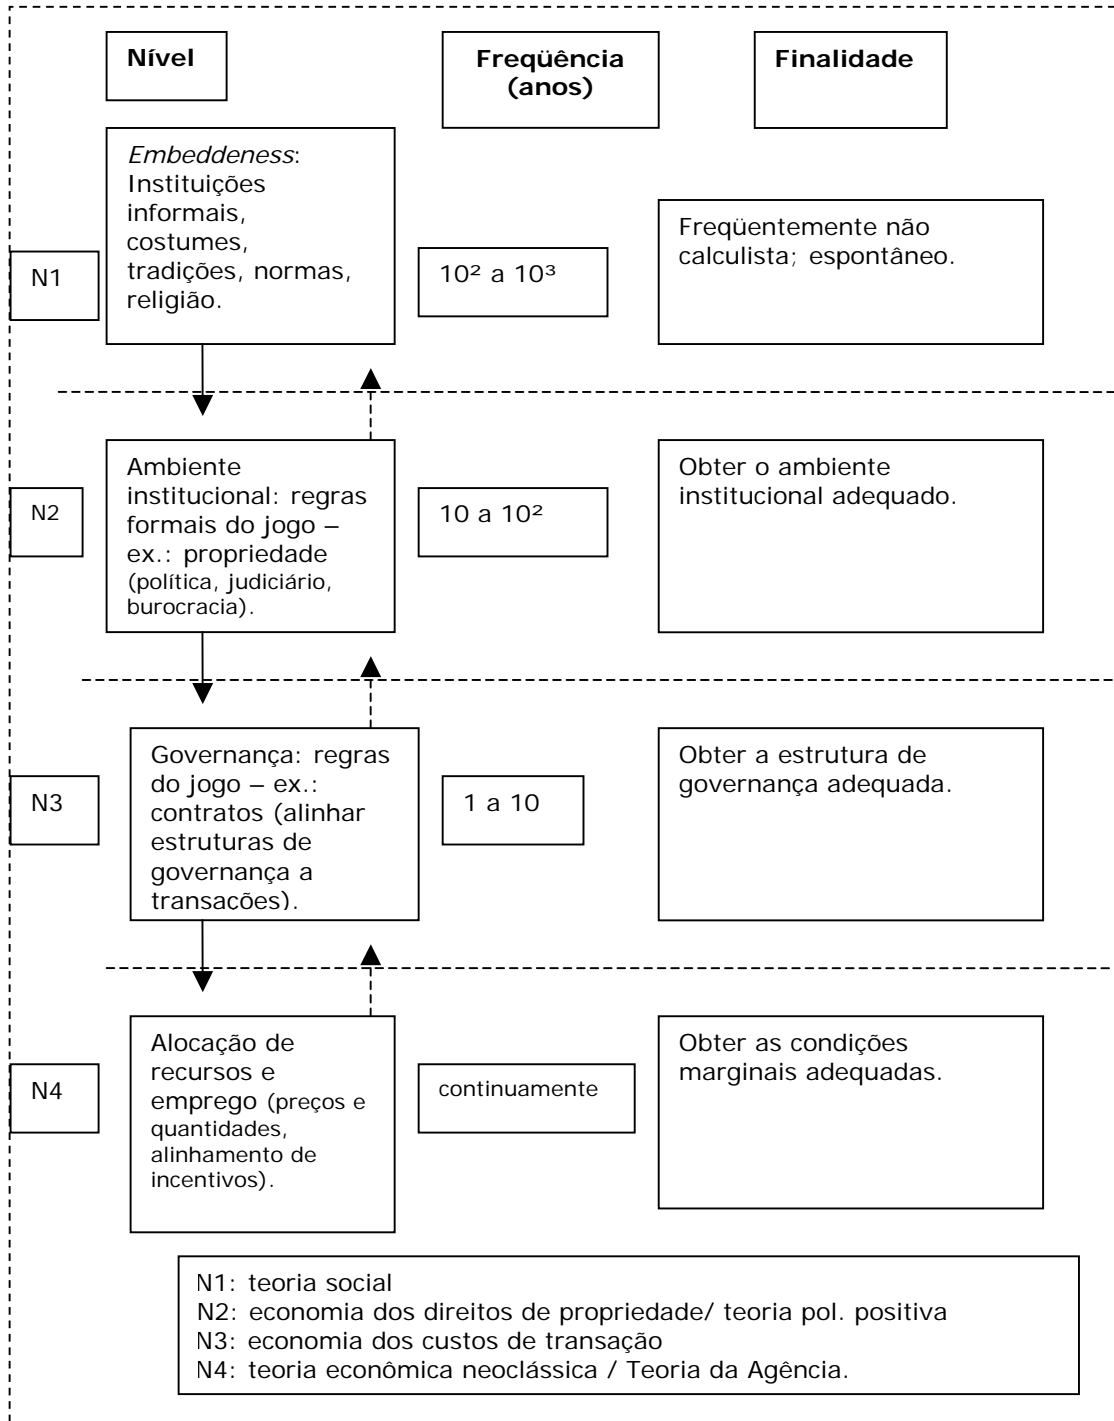 Nível
Freqüência
(anos)
Finalidade
Embeddeness:
Instituições
informais,
costumes,
tradições, normas,
religião.
N1
10² a 10³
Freqüentemente não
calculista; espontâneo.
Ambiente
institucional: regras
formais do jogo –
ex.: propriedade
(política, judiciário,
burocracia).
N2
10 a 10²
Obter o ambiente
institucional adequado.
Governança: regras
do jogo – ex.:
contratos (alinhar
estruturas de
governança a
transações).
N3
1 a 10
Obter a estrutura de
governança adequada.
Alocação de
recursos e
emprego (preços e
quantidades,
alinhamento de
incentivos).
N4
continuamente
Obter as condições
marginais adequadas.
N1: teoria social
N2: economia dos direitos de propriedade/ teoria pol. positiva
N3: economia dos custos de transação
N4: teoria econômica neoclássica / Teoria da Agência.